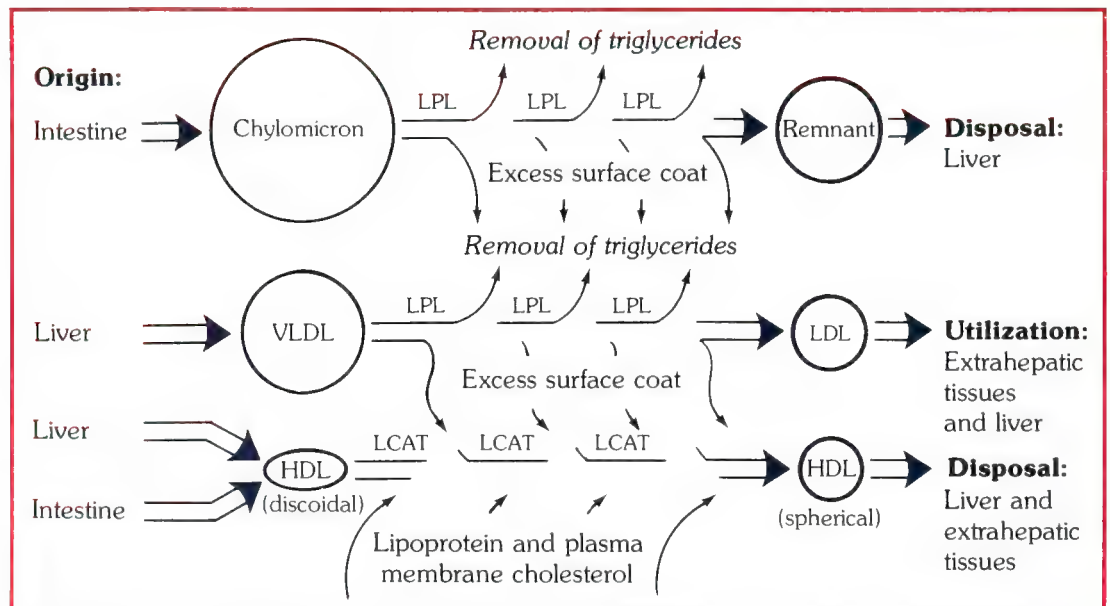 Removal of triglycerides
Origin:
Intestine
Chylomicron
LPL
LPL
LPL
Remnant
Disposal:
Liver
Excess surface coat
Removal of triglycerides
Liver
VLDL
LPL
LPL
LPL
LDL
Utilization:
Extrahepatic
tissues
and liver
Excess surface coat
Liver
Intestine
HDL
(discoidal)
LCAT
LCAT
LCAT
HDL
(spherical)
Disposal:
Liver and
extrahepatic
tissues
Lipoprotein and plasma
membrane cholesterol